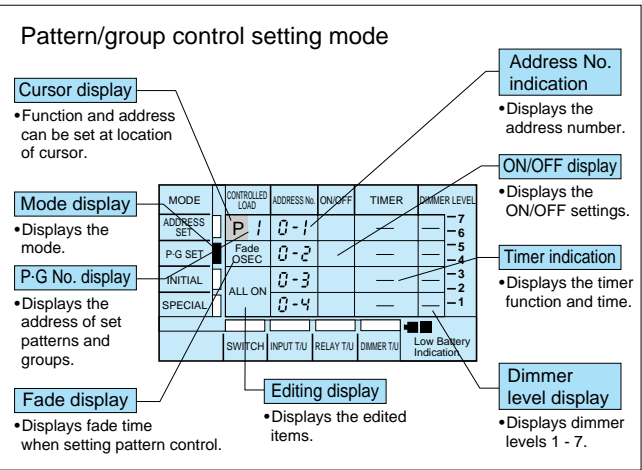 Pattern/group control setting mode
Cursor display
•Function and address
can be set at location
of cursor.
Mode display
•Displays the
mode.
P·G No. display
•Displays the
address of set
patterns and
groups.
Fade display
•Displays fade time
when setting pattern control.
Address No.
indication
•Displays the
address number.
ON/OFF display
•Displays the
ON/OFF settings.
Timer indication
•Displays the timer
function and time.
Dimmer
level display
•Displays dimmer
levels 1 - 7.
Editing display
•Displays the edited
items.
MODE
CONTROLLED
LOAD
ADDRESS No.
ON/OFF
TIMER
DIMMER LEVEL
ADDRESS
SET
P 1
0-1
—
—
7
6
P·G SET
Fade
0SEC
0-2
—
—
5
4
INITIAL
ALL ON
0-3
—
—
3
2
SPECIAL
0-4
—
—
1
SWITCH
INPUT T/U
RELAY T/U
DIMMER T/U
Low Battery
Indication